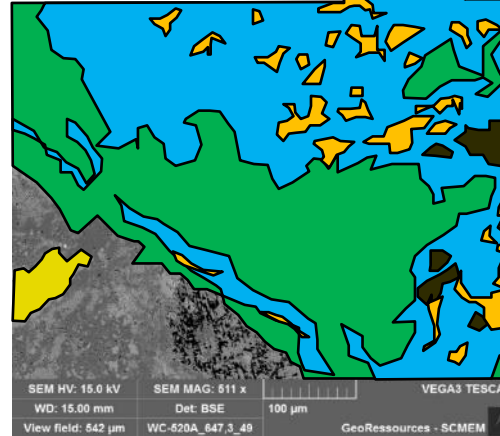 SEM HV: 15.0 kV SEM MAG: 511 x VEGA3 TESCA
WD: 15.00 mm Det: BSE 100 µm
View field: 542 µm WC-520A_647,3_49 GeoRessources - SCMEM